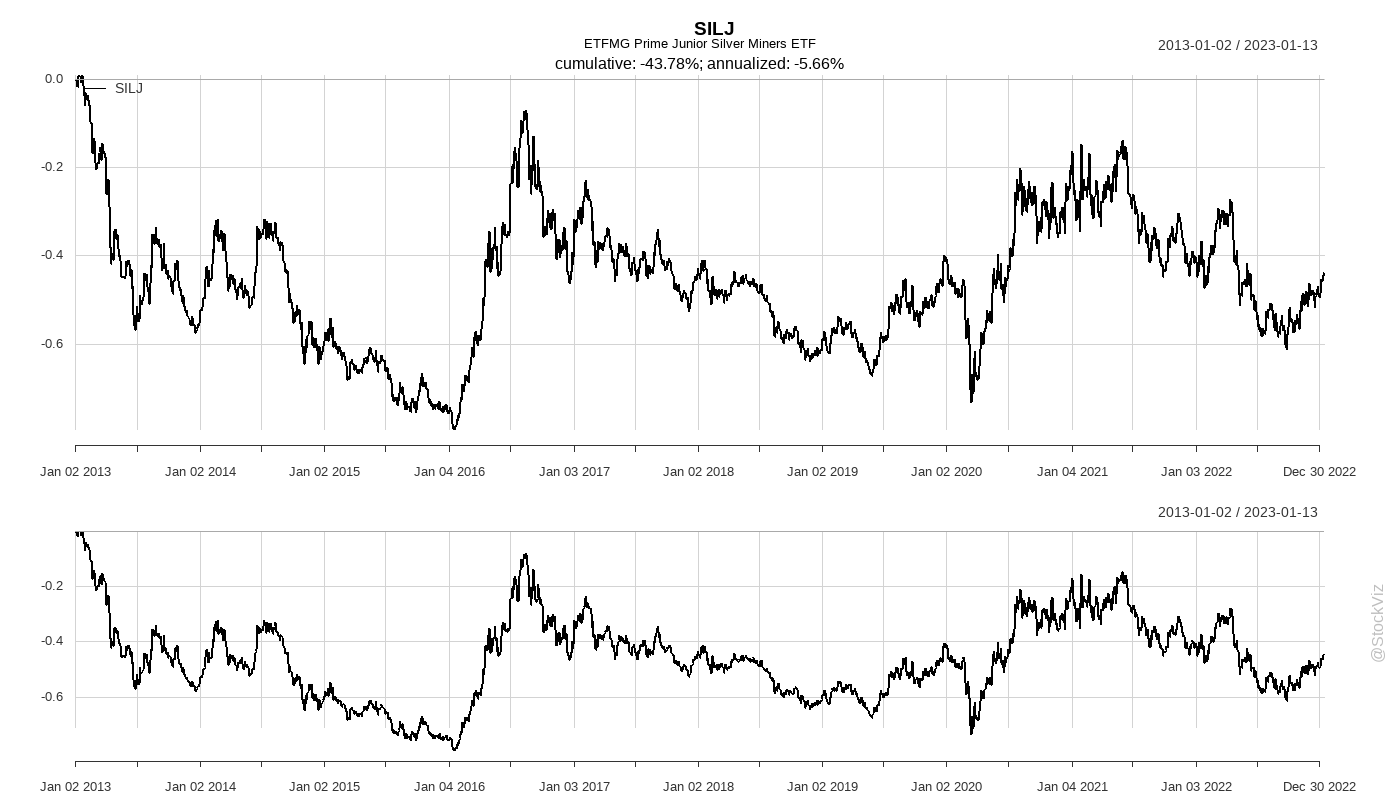 SILJ
ETFMG Prime Junior Silver Miners ETF
cumulative: -43.78%; annualized: -5.66%
2013-01-02 / 2023-01-13
SILJ
0.0
-0.2
-0.4
-0.6
Jan 02 2013 Jan 02 2014 Jan 02 2015 Jan 04 2016 Jan 03 2017 Jan 02 2018 Jan 02 2019 Jan 02 2020 Jan 04 2021 Jan 03 2022 Dec 30 2022
2013-01-02 / 2023-01-13
-0.2
-0.4
-0.6
Jan 02 2013 Jan 02 2014 Jan 02 2015 Jan 04 2016 Jan 03 2017 Jan 02 2018 Jan 02 2019 Jan 02 2020 Jan 04 2021 Jan 03 2022 Dec 30 2022
@StockViz